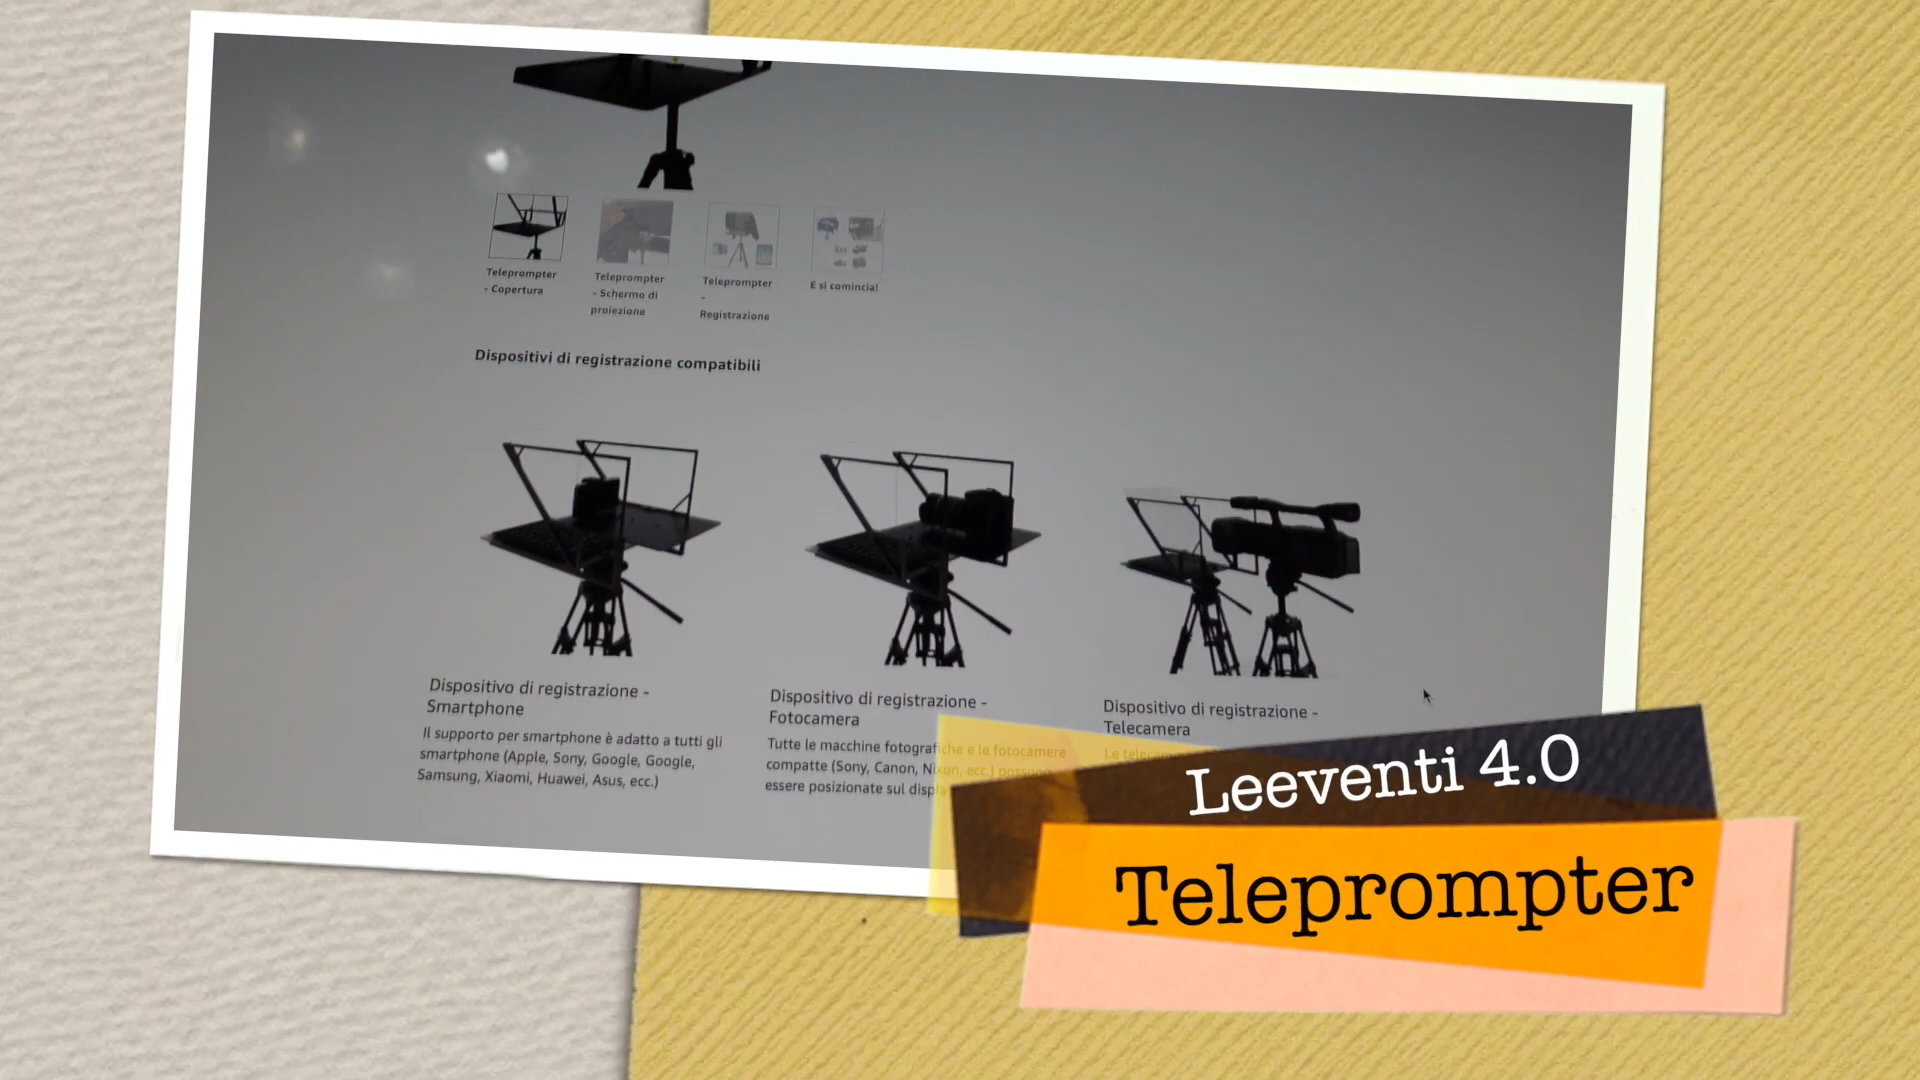 Teleprompter
- Copertura
Teleprompter
- Schermo di
proiezione
Teleprompter
-
Registrazione
E si comincia!
Dispositivi di registrazione compatibili
Dispositivo di registrazione -
Smartphone
Il supporto per smartphone è adatto a tutti gli
smartphone (Apple, Sony, Google, Google,
Samsung, Xiaomi, Huawei, Asus, ecc.)
Dispositivo di registrazione -
Fotocamera
Tutte le macchine fotografiche e le fotocamere
compatte (Sony, Canon, Nixon, ecc.) possono
essere posizionate sul
Dispositivo di registrazione -
Telecamera
Le
Leeventi 4.0
Teleprompter